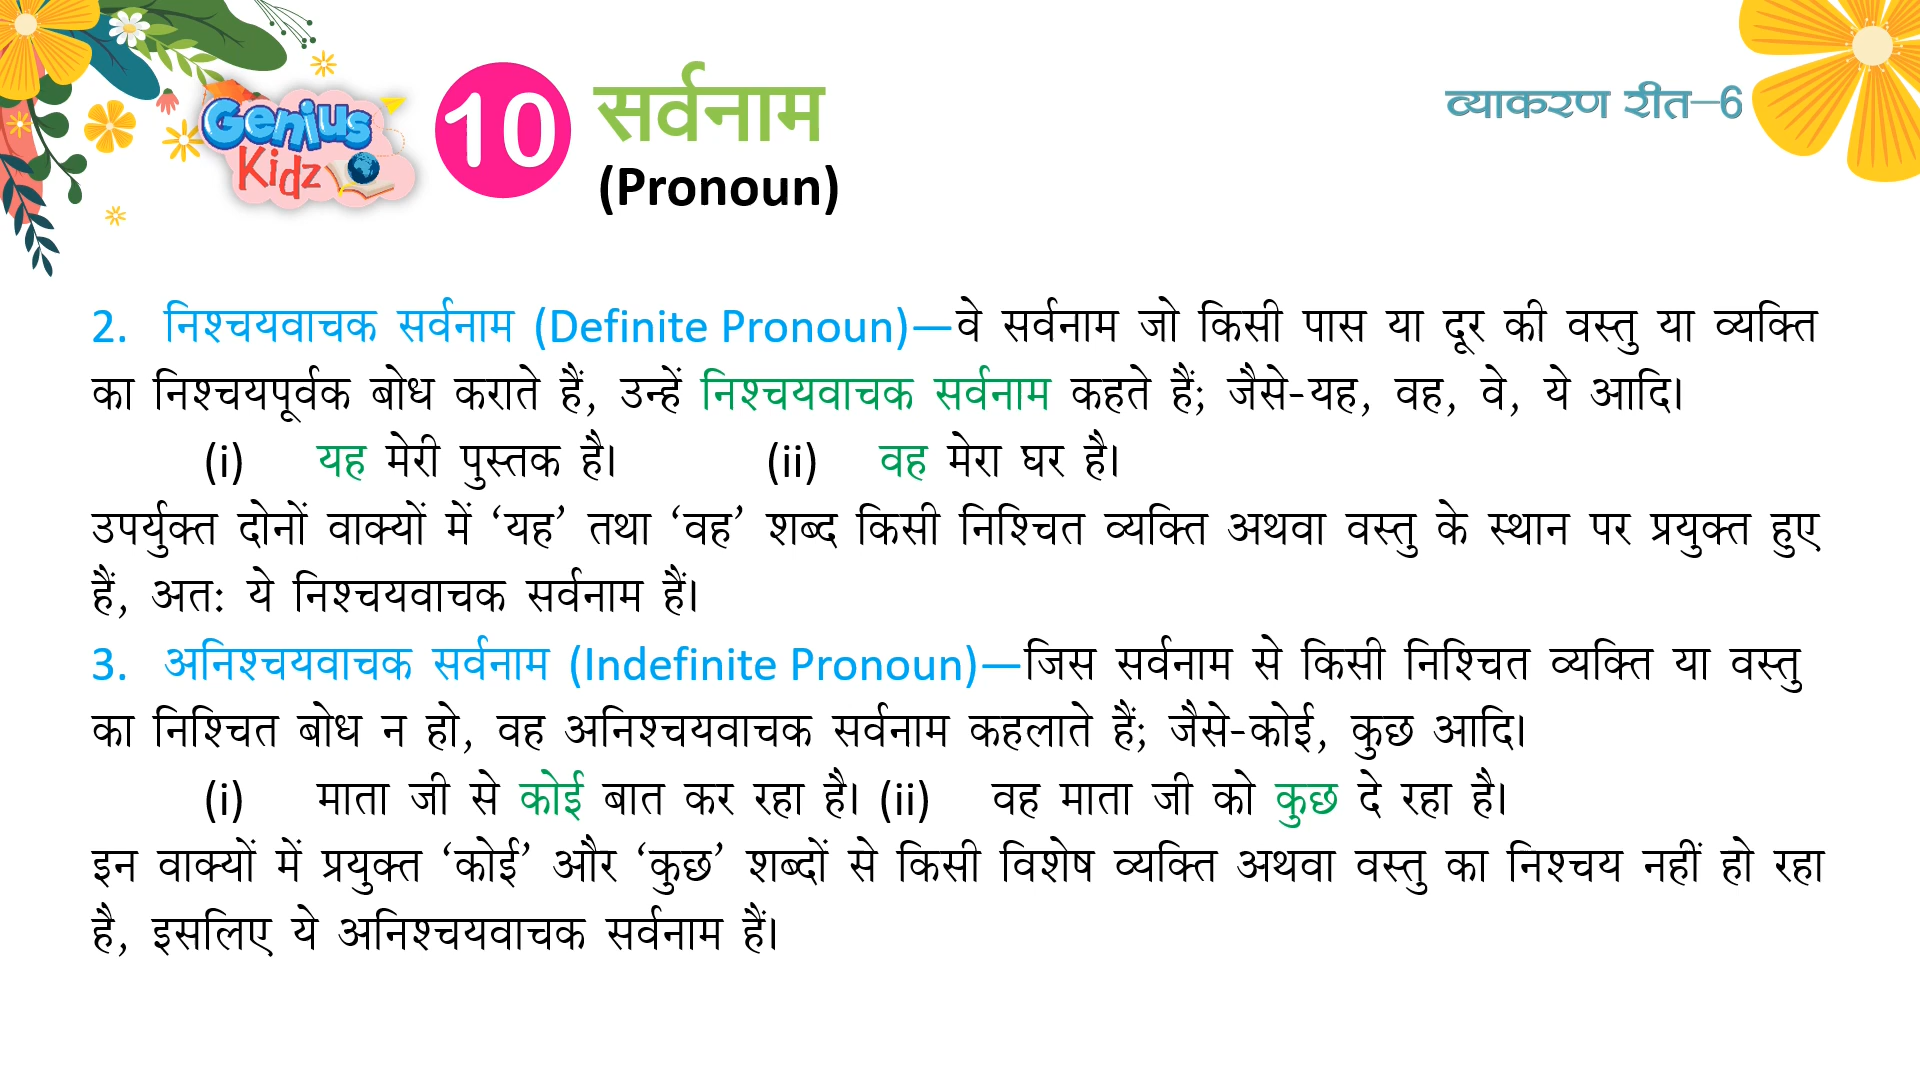 Genius
Kidz
10
सर्वनाम
(Pronoun)
व्याकरण रीत–6
2. निश्चयवाचक सर्वनाम (Definite Pronoun)—वे सर्वनाम जो किसी पास या दूर की वस्तु या व्यक्ति
का निश्चयपूर्वक बोध कराते हैं, उन्हें निश्चयवाचक सर्वनाम कहते हैं; जैसे-यह, वह, वे, ये आदि।
(i) यह मेरी पुस्तक है। (ii) वह मेरा घर है।
उपर्युक्त दोनों वाक्यों में ‘यह’ तथा ‘वह’ शब्द किसी निश्चित व्यक्ति अथवा वस्तु के स्थान पर प्रयुक्त हुए
हैं, अतः ये निश्चयवाचक सर्वनाम हैं।
3. अनिश्चयवाचक सर्वनाम (Indefinite Pronoun)—जिस सर्वनाम से किसी निश्चित व्यक्ति या वस्तु
का निश्चित बोध न हो, वह अनिश्चयवाचक सर्वनाम कहलाते हैं; जैसे-कोई, कुछ आदि।
(i) माता जी से कोई बात कर रहा है। (ii) वह माता जी को कुछ दे रहा है।
इन वाक्यों में प्रयुक्त ‘कोई’ और ‘कुछ’ शब्दों से किसी विशेष व्यक्ति अथवा वस्तु का निश्चय नहीं हो रहा
है, इसलिए ये अनिश्चयवाचक सर्वनाम हैं।